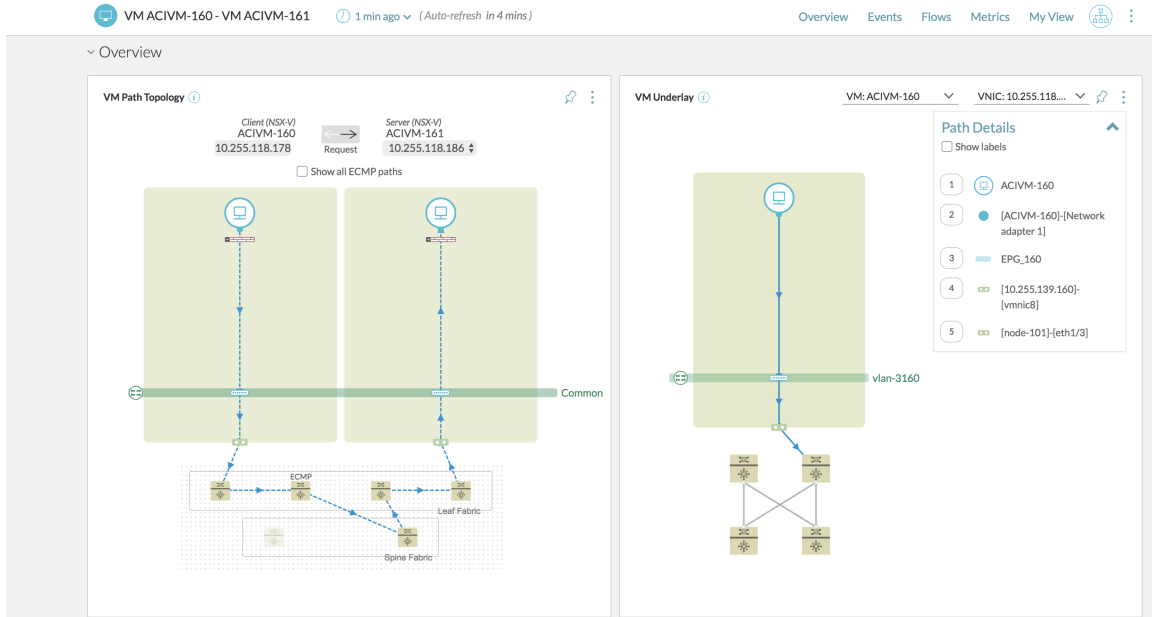 VM ACIVM-160 - VM ACIVM-161
1 min ago
( Auto-refresh in 4 mins )
Overview
Events
Flows
Metrics
My View
Overview
VM Path Topology
Client (NSX-V)
ACIVM-160
10.255.118.178
Request
Server (NSX-V)
ACIVM-161
10.255.118.186
Show all ECMP paths
Common
ECMP
Leaf Fabric
Spine Fabric
VM Underlay
VM: ACIVM-160
VNIC: 10.255.118....
vlan-3160
Path Details
Show labels
1
ACIVM-160
2
[ACIVM-160]-[Network
adapter 1]
3
EPG_160
4
[10.255.139.160]-
[vmnic8]
5
[node-101]-[eth1/3]